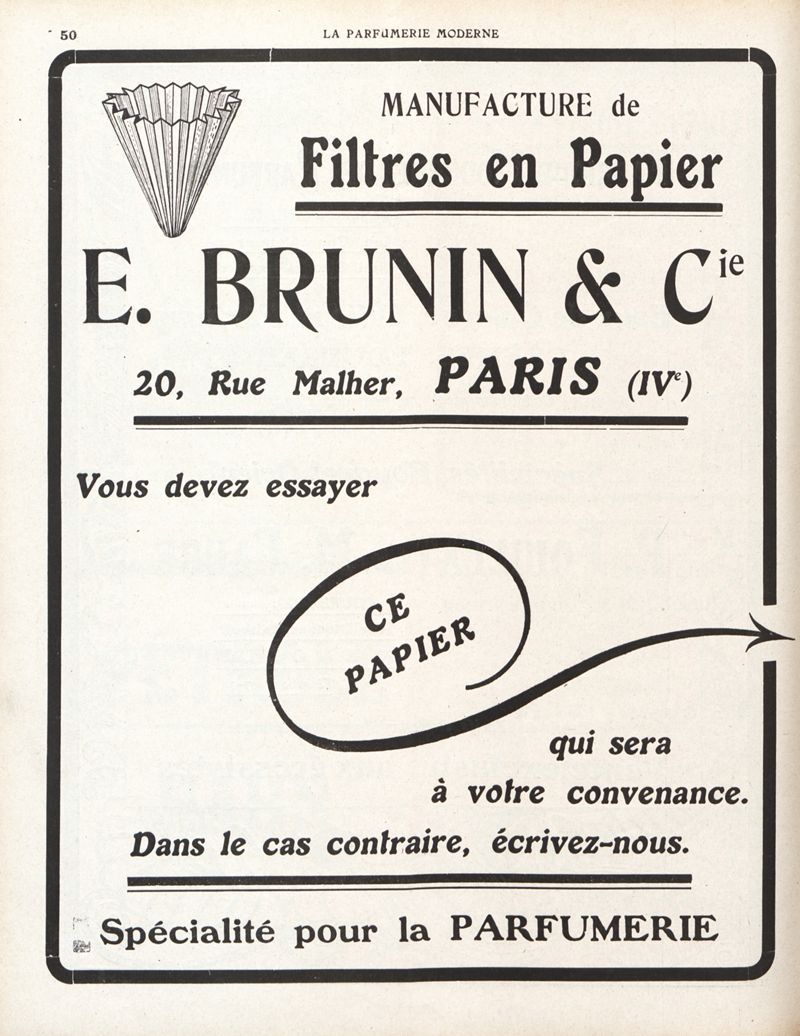 50
LA PARFUMERIE MODERNE
MANUFACTURE de
Filtres en Papier
E. BRUNIN & Cie
20, Rue Malher, PARIS (IVe)
Vous devez essayer
CE
PAPIER
qui sera
à votre convenance.
Dans le cas contraire, écrivez-nous.
Spécialité pour la PARFUMERIE